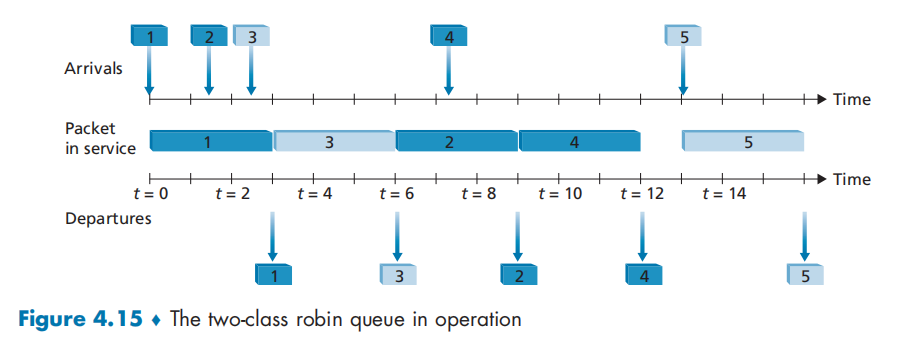 1 2 3 4 5
Arrivals
Time
Packet
in service
1 3 2 4 5
Time
t = 0 t = 2 t = 4 t = 6 t = 8 t = 10 t = 12 t = 14
Departures
1 3 2 4 5
Figure 4.15 ♦ The two-class robin queue in operation